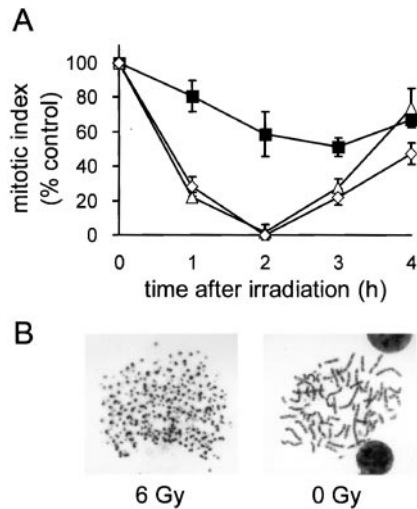 A
mitotic index
(% control)
100
80
60
40
20
0
0 1 2 3 4
time after irradiation (h)
B
6 Gy 0 Gy